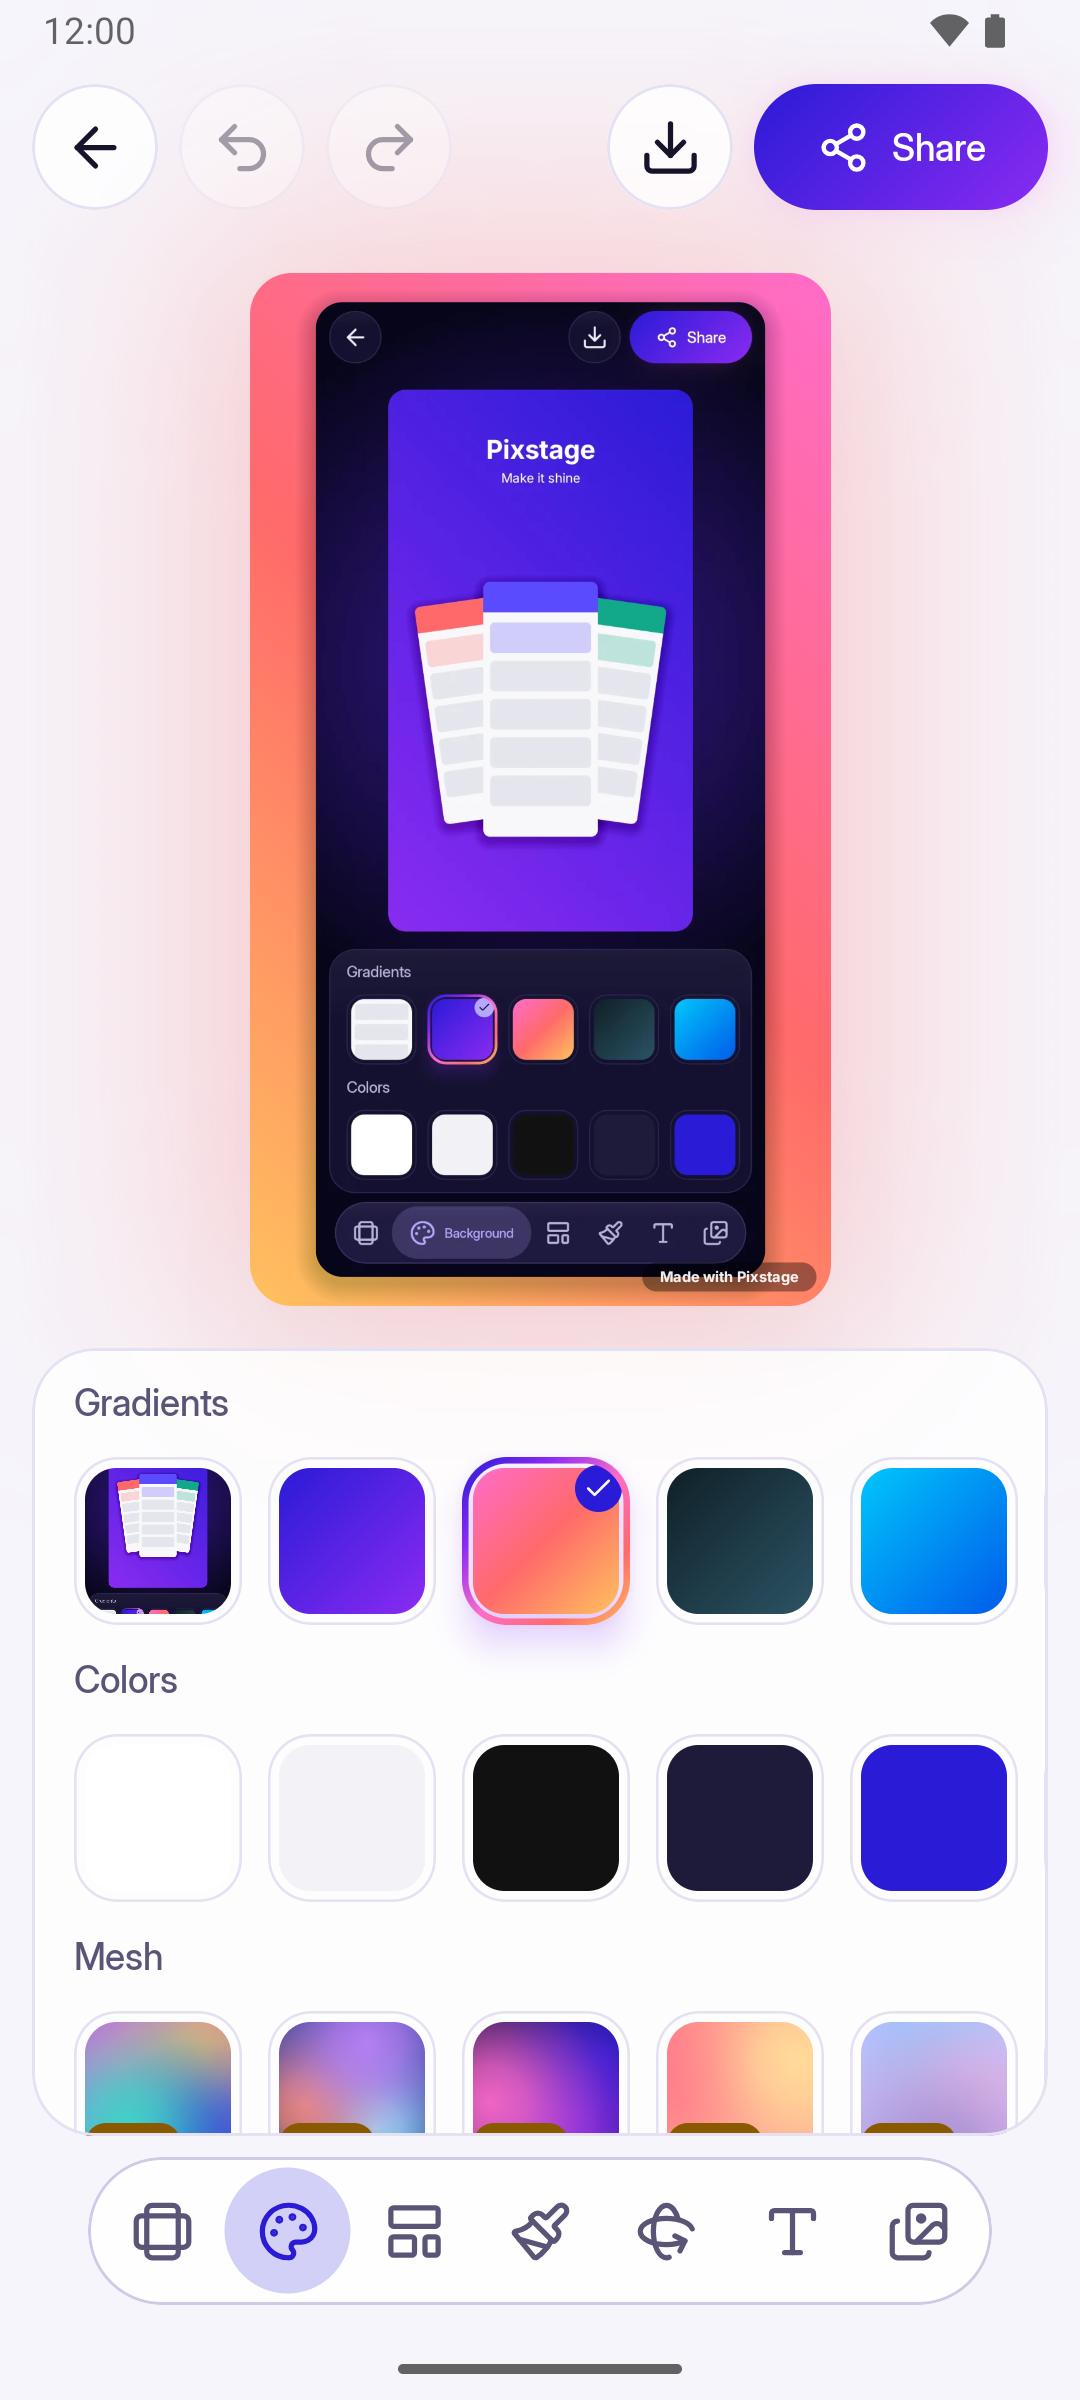 12:00
Share
Share
Pixstage
Make it shine
Gradients
Colors
Background
Made with Pixstage
Gradients
Colors
Mesh